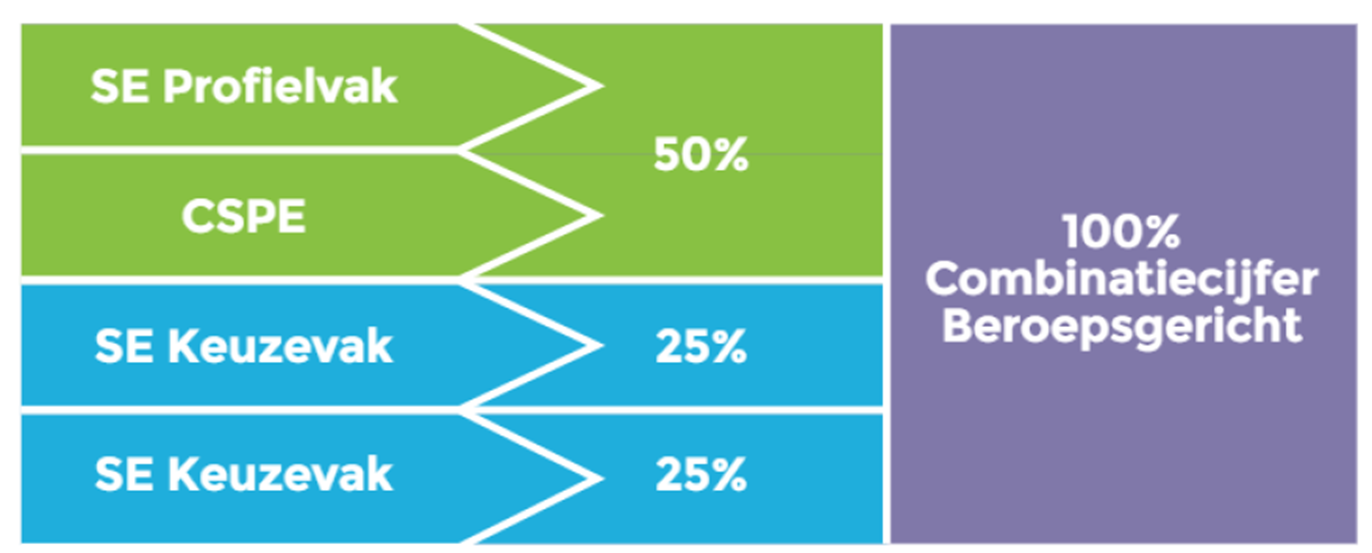 SE Profielvak
CSPE
50%
SE Keuzevak
25%
SE Keuzevak
25%
100%
Combinatiecijfer
Beroepsgericht